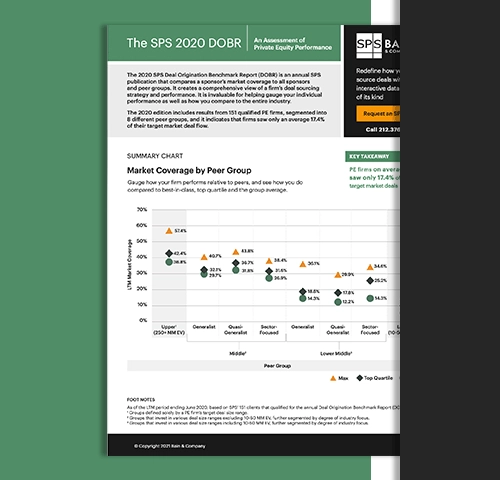 The SPS 2020 DOBR
An Assessment of
Private Equity Performance
SPS BA
& COMP
The 2020 SPS Deal Origination Benchmark Report (DOBR) is an annual SPS
publication that compares a sponsor's market coverage to all sponsors
and peer groups. It creates a comprehensive view of a firm's deal sourcing
strategy and performance. It is invaluable for helping gauge your individual
performance as well as how you compare to the entire industry.
The 2020 edition includes results from 151 qualified PE firms, segmented into
8 different peer groups, and it indicates that firms saw only an average 17.4%
of their target market deal flow.
Redefine how yo
source deals with
interactive data
of its kind
Request an SP
Call 212.376
SUMMARY CHART
Market Coverage by Peer Group
Gauge how your firm performs relative to peers, and see how you do
compared to best-in-class, top quartile and the group average.
KEY TAKEAWAY
PE firms on avera
saw only 17.4% of
target market deals
LTM Market Coverage
70%
60%
50%
40%
30%
20%
10%
0%
57.4%
42.4%
36.8%
40.7%
32.1%
29.7%
43.8%
36.7%
31.8%
38.4%
31.6%
26.9%
36.1%
18.6%
14.3%
29.9%
17.8%
12.2%
34.6%
25.2%
14.3%
Upper¹
(250+ MM EV)
Generalist
Quasi-
Generalist
Sector-
Focused
Generalist
Quasi-
Generalist
Sector-
Focused
L
(10-
Middle²
Lower Middle³
Peer Group
Max
Top Quartile
FOOT NOTES
As of the LTM period ending June 2020; based on SPS' 151 clients that qualified for the annual Deal Origination Benchmark Report (DO
¹ Groups defined solely by a PE firm's target deal size range.
² Groups that invest in various deal size ranges excluding 10-50 MM EV, further segmented by degree of industry focus.
³ Groups that invest in various deal size ranges including 10-50 MM EV, further segmented by degree of industry focus.
© Copyright 2021 Bain & Company